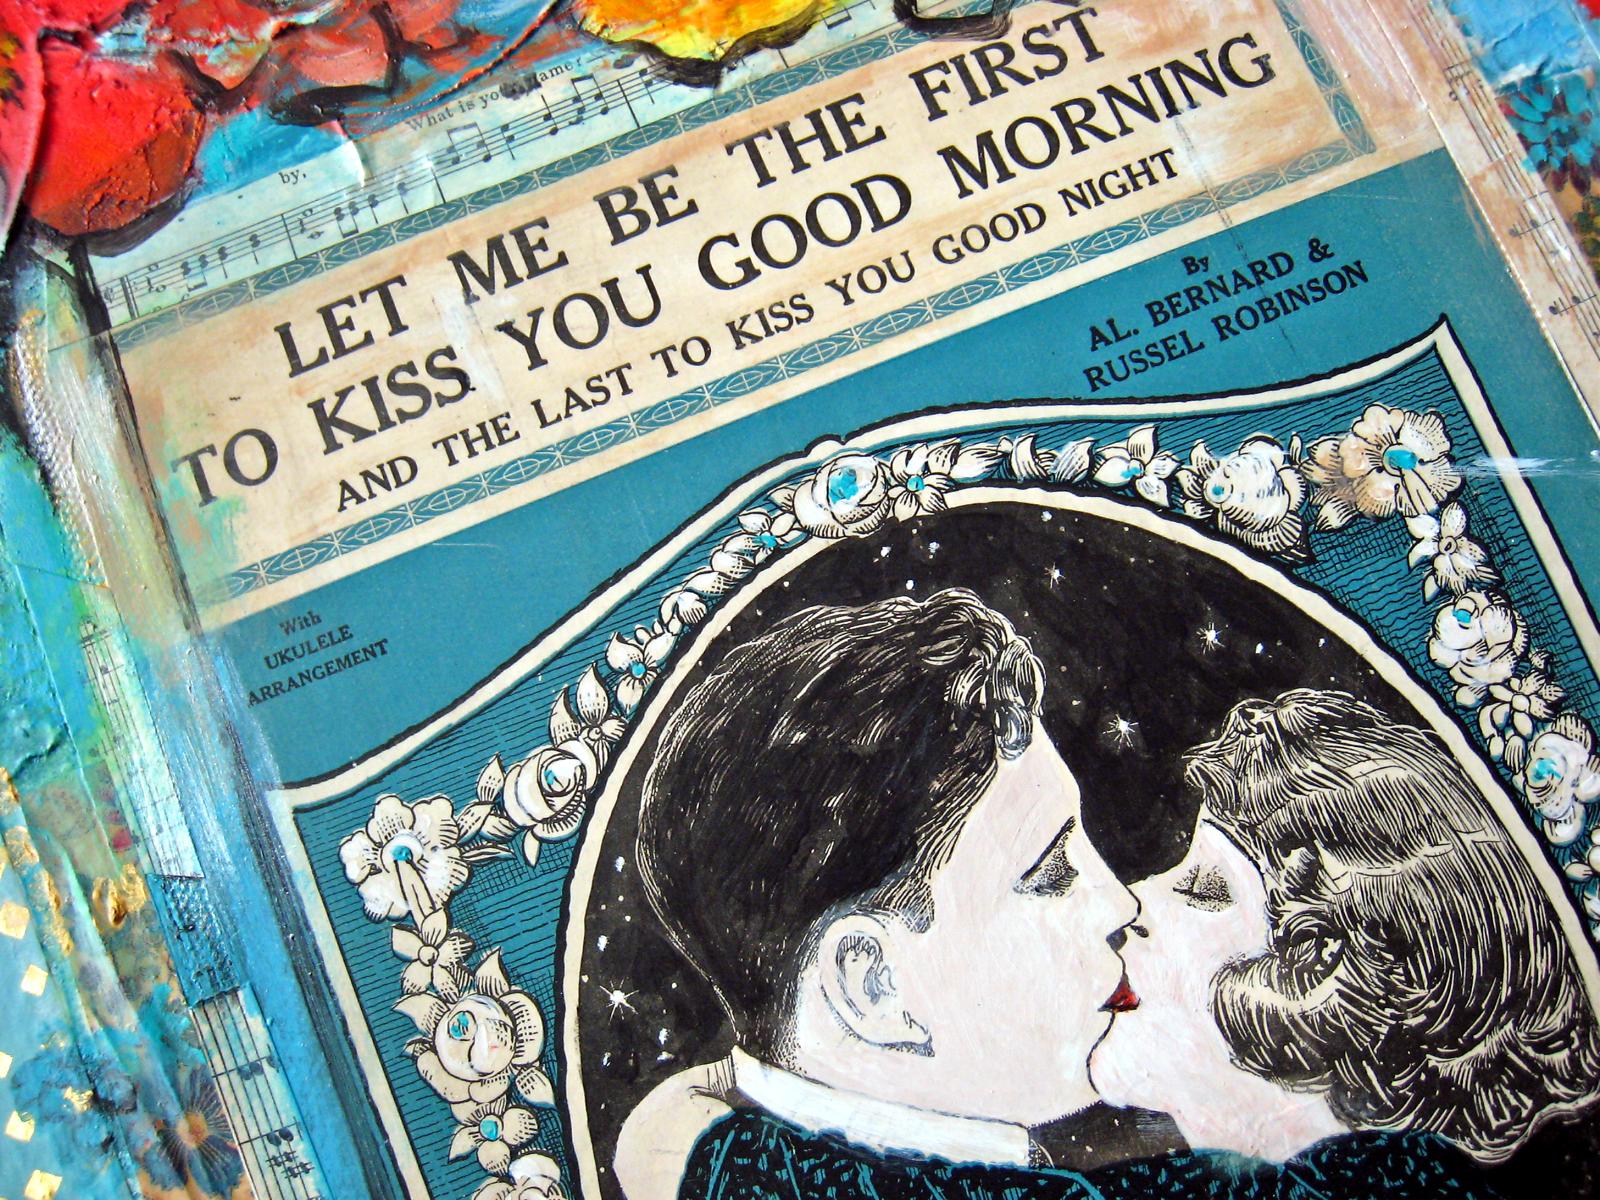 What is your
by,
LET ME BE THE FIRST
TO KISS YOU GOOD MORNING
AND THE LAST TO KISS YOU GOOD NIGHT
By
AL. BERNARD &
RUSSEL ROBINSON
With
UKULELE
ARRANGEMENT